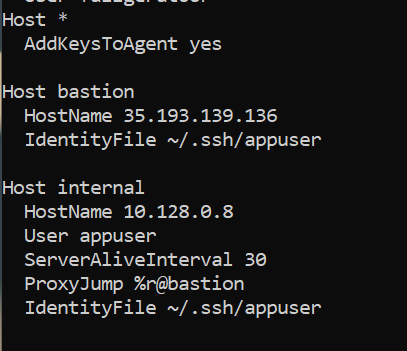 Host *
  AddKeysToAgent yes

Host bastion
  HostName 35.193.139.136
  IdentityFile ~/.ssh/appuser

Host internal
  HostName 10.128.0.8
  User appuser
  ServerAliveInterval 30
  ProxyJump %r@bastion
  IdentityFile ~/.ssh/appuser